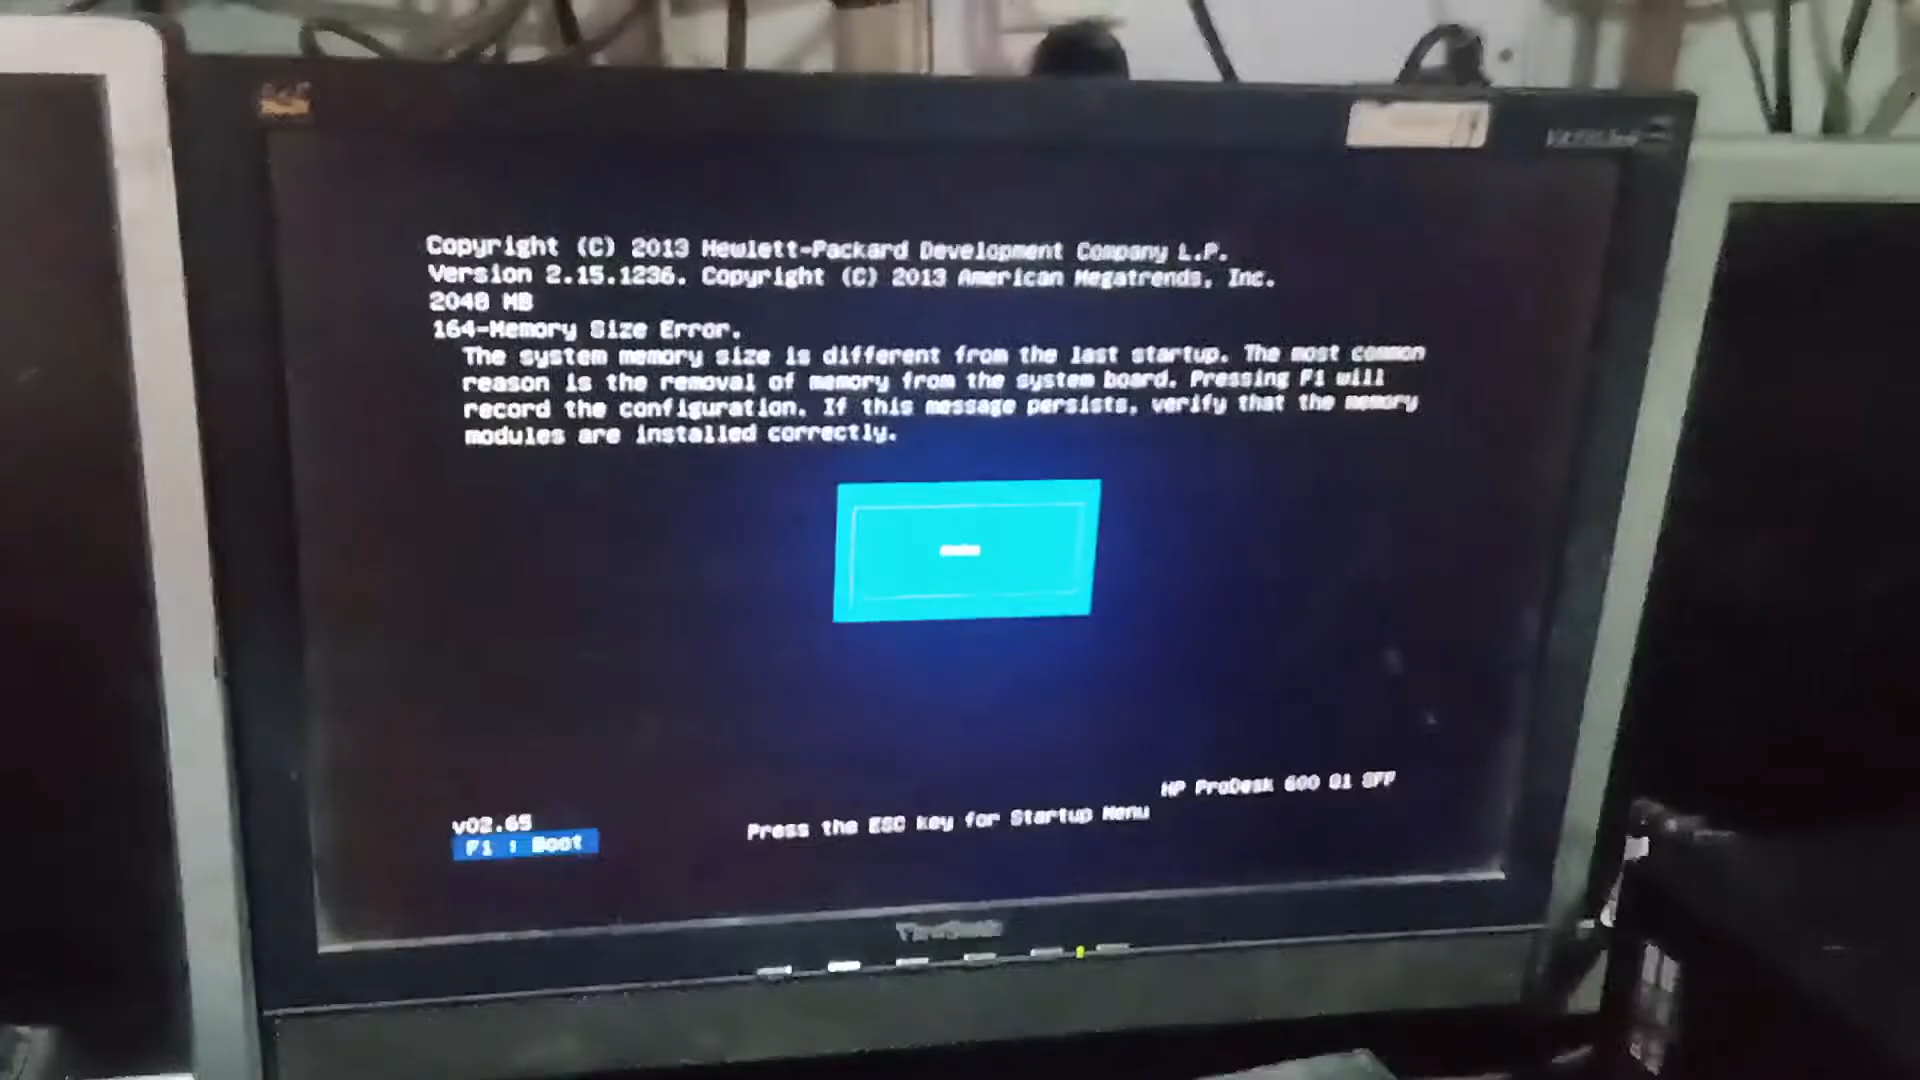 Copyright (C) 2013 Hewlett-Packard Development Company L.P.
Version 2.15.1236. Copyright (C) 2013 American Megatrends, Inc.
2048 MB
164-Memory Size Error.
The system memory size is different from the last startup. The most common
reason is the removal of memory from the system board. Pressing F1 will
record the configuration. If this message persists, verify that the memory
modules are installed correctly.
HP ProDesk 600 G1 SFF
v02.65
Press the ESC key for Startup Menu
F1 : Boot
ViewSonic